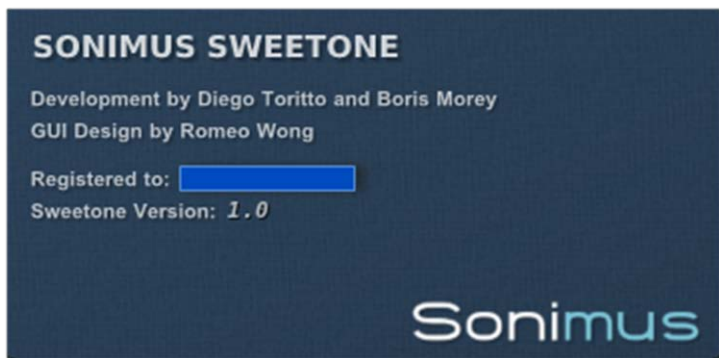 SONIMUS SWEETONE
Development by Diego Toritto and Boris Morey
GUI Design by Romeo Wong
Registered to:
Sweetone Version: 1.0
Sonimus